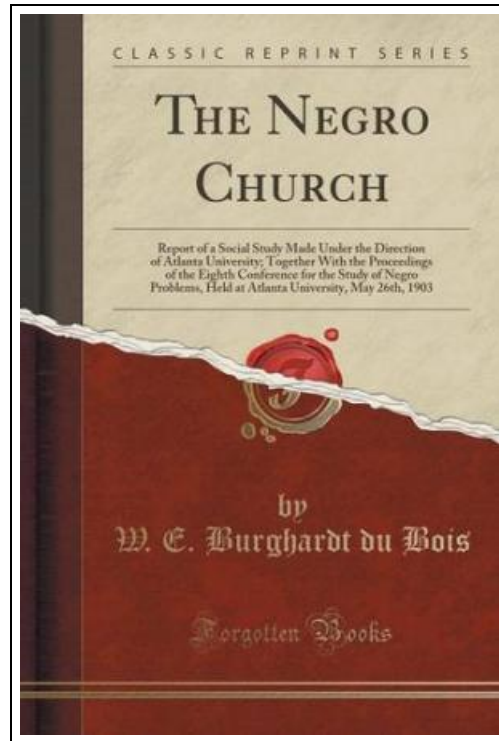 CLASSIC REPRINT SERIES
THE NEGRO
CHURCH
Report of a Social Study Made Under the Direction
of Atlanta University; Together With the Proceedings
of the Eighth Conference for the Study of Negro
Problems, Held at Atlanta University, May 26th, 1903
by
W. E. Burghardt du Bois
Forgotten Books